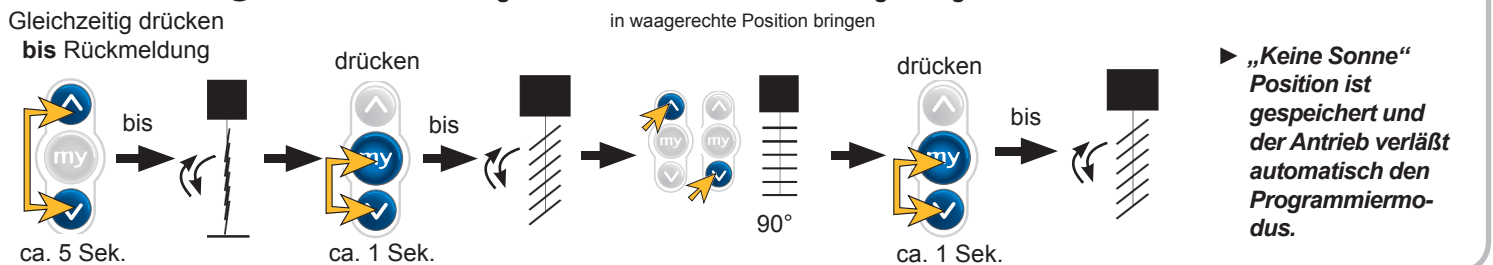 in waagerechte Position bringen
Gleichzeitig drücken
bis Rückmeldung
ca. 5 Sek.
my
bis
drücken
my
ca. 1 Sek.
bis
my
my
90°
drücken
my
ca. 1 Sek.
bis
► „Keine Sonne“
Position ist
gespeichert und
der Antrieb verläßt
automatisch den
Programmiermo-
dus.